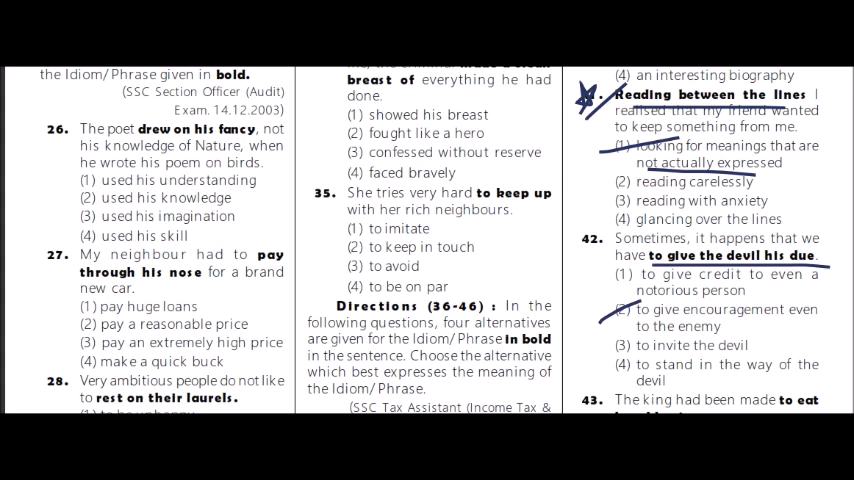 the Idiom/Phrase given in bold.
(SSC Section Officer (Audit)
Exam. 14.12.2003)
26. The poet drew on his fancy, not
his knowledge of Nature, when
he wrote his poem on birds.
(1) used his understanding
(2) used his knowledge
(3) used his imagination
(4) used his skill
27. My neighbour had to pay
through his nose for a brand
new car.
(1) pay huge loans
(2) pay a reasonable price
(3) pay an extremely high price
(4) make a quick buck
28. Very ambitious people do not like
to rest on their laurels.
breast of everything he had
done.
(1) showed his breast
(2) fought like a hero
(3) confessed without reserve
(4) faced bravely
35. She tries very hard to keep up
with her rich neighbours.
(1) to imitate
(2) to keep in touch
(3) to avoid
(4) to be on par
Directions (36-46) : In the
following questions, four alternatives
are given for the Idiom/Phrase in bold
in the sentence. Choose the alternative
which best expresses the meaning of
the Idiom/Phrase.
(SSC Tax Assistant (Income Tax &
(4) an interesting biography
Reading between the lines I
realised that my friend wanted
to keep something from me.
(1) looking for meanings that are
not actually expressed
(2) reading carelessly
(3) reading with anxiety
(4) glancing over the lines
42. Sometimes, it happens that we
have to give the devil his due.
(1) to give credit to even a
notorious person
(2) to give encouragement even
to the enemy
(3) to invite the devil
(4) to stand in the way of the
devil
43. The king had been made to eat